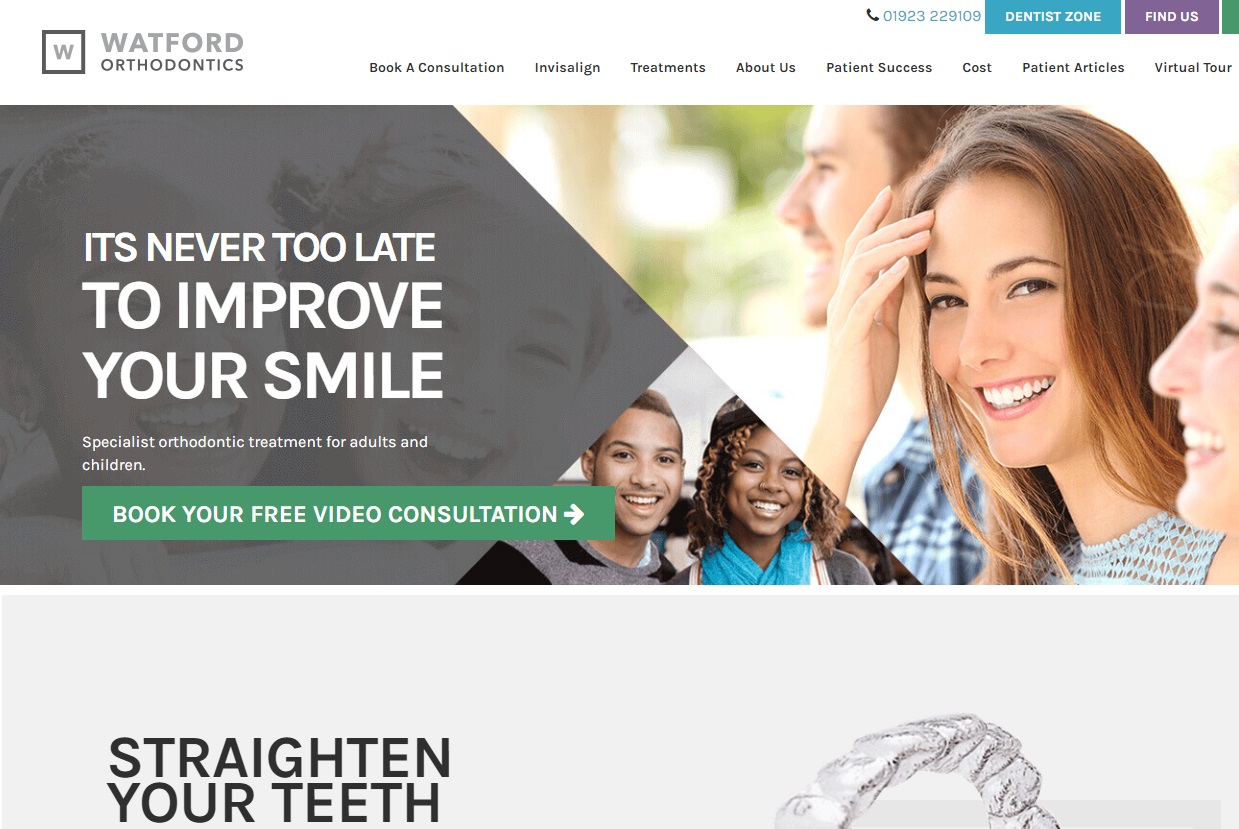 01923 229109
DENTIST ZONE
FIND US
W
WATFORD
ORTHODONTICS
Book A Consultation
Invisalign
Treatments
About Us
Patient Success
Cost
Patient Articles
Virtual Tour
ITS NEVER TOO LATE
TO IMPROVE
YOUR SMILE
Specialist orthodontic treatment for adults and
children.
BOOK YOUR FREE VIDEO CONSULTATION
STRAIGHTEN
YOUR TEETH